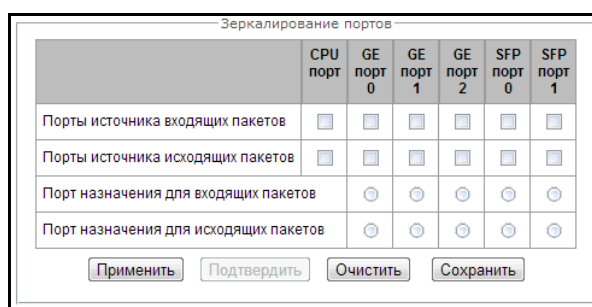 Зеркалирование портов
CPU порт GE порт 0 GE порт 1 GE порт 2 SFP порт 0 SFP порт 1
Порты источника входящих пакетов
Порты источника исходящих пакетов
Порт назначения для входящих пакетов
Порт назначения для исходящих пакетов
Применить Подтвердить Очистить Сохранить